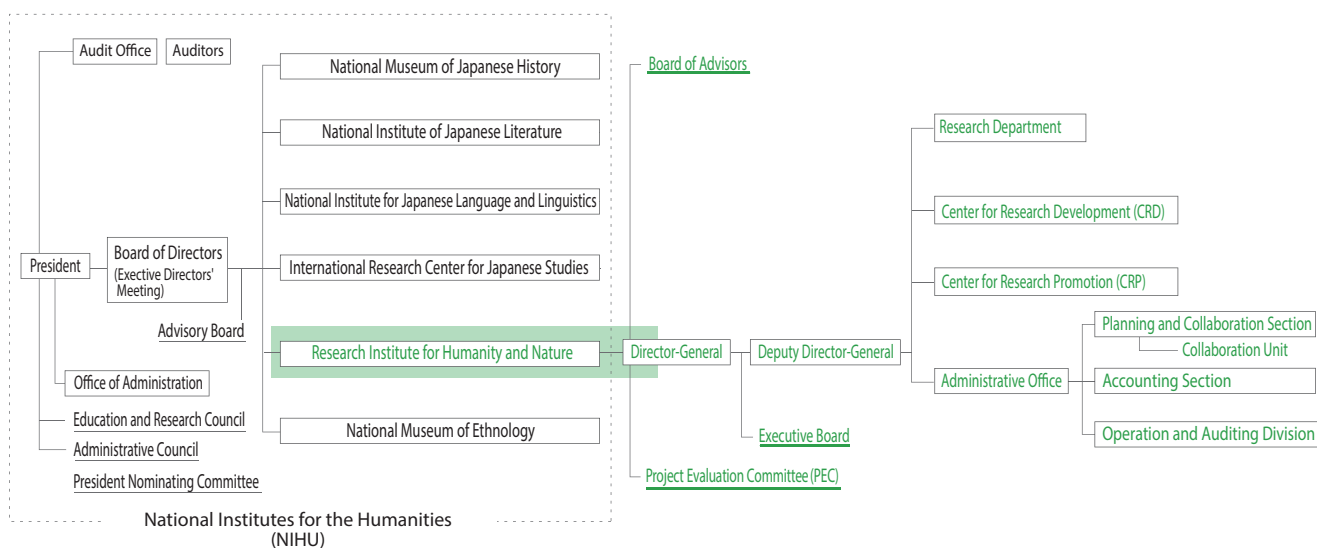 Audit Office
Auditors
National Museum of Japanese History
National Institute of Japanese Literature
National Institute for Japanese Language and Linguistics
President
Board of Directors
(Exective Directors'
Meeting)
International Research Center for Japanese Studies
Advisory Board
Research Institute for Humanity and Nature
Office of Administration
Education and Research Council
National Museum of Ethnology
Administrative Council
President Nominating Committee
National Institutes for the Humanities
(NIHU)
Board of Advisors
Director-General
Deputy Director-General
Executive Board
Project Evaluation Committee (PEC)
Research Department
Center for Research Development (CRD)
Center for Research Promotion (CRP)
Administrative Office
Planning and Collaboration Section
Collaboration Unit
Accounting Section
Operation and Auditing Division